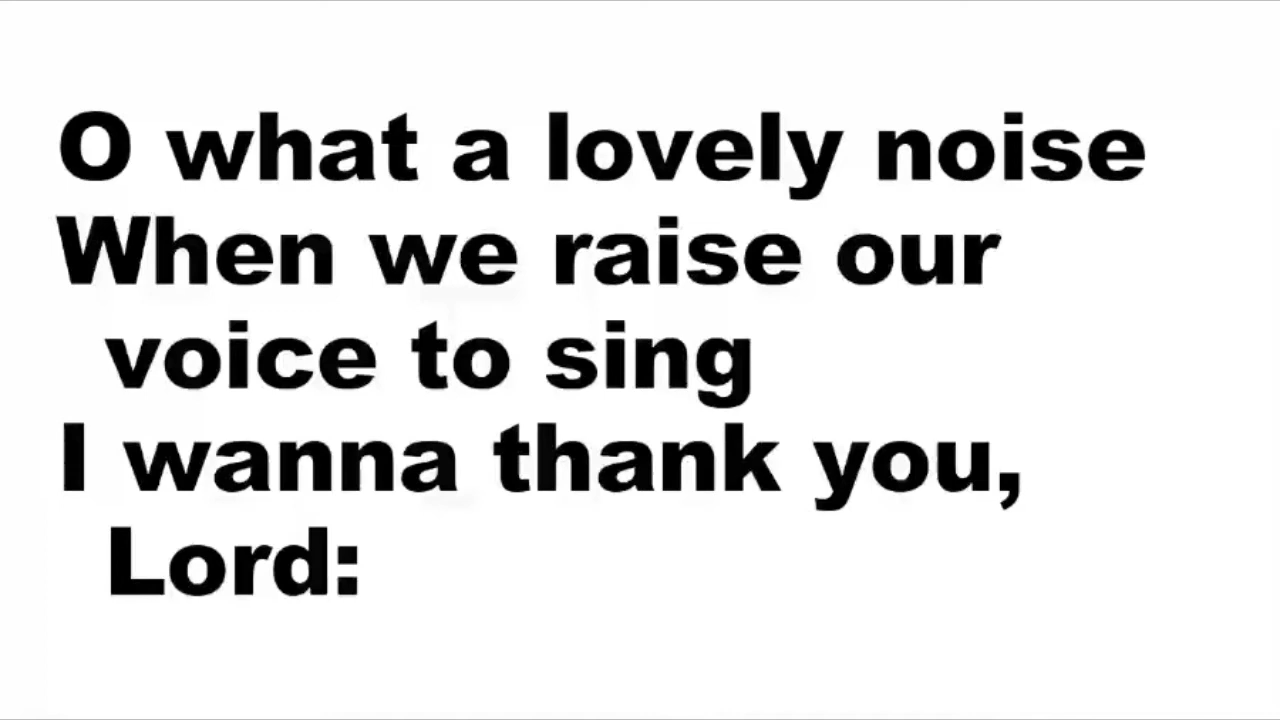 O what a lovely noise
When we raise our
voice to sing
I wanna thank you,
Lord: